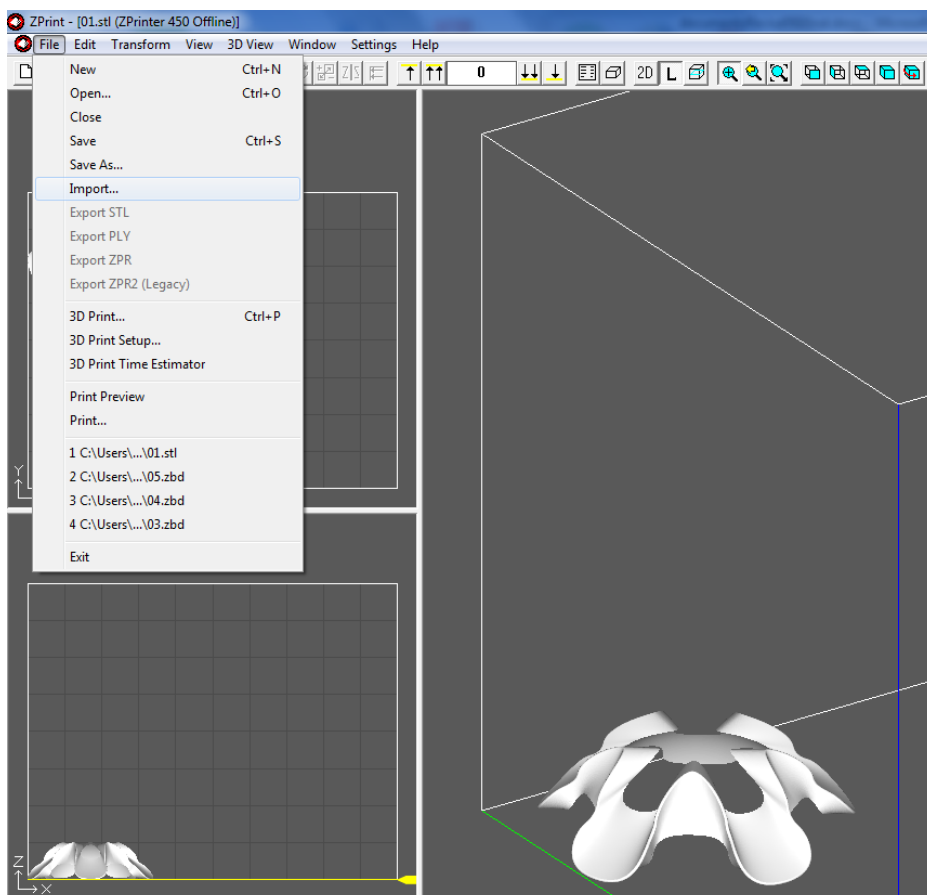 ZPrint - [01.stl (ZPrinter 450 Offline)]
File Edit Transform View 3D View Window Settings Help
0 2D L
New Ctrl+N
Open... Ctrl+O
Close
Save Ctrl+S
Save As...
Import...
Export STL
Export PLY
Export ZPR
Export ZPR2 (Legacy)
3D Print... Ctrl+P
3D Print Setup...
3D Print Time Estimator
Print Preview
Print...
1 C:\Users\...\01.stl
2 C:\Users\...\05.zbd
3 C:\Users\...\04.zbd
4 C:\Users\...\03.zbd
Exit
Y
Z
X